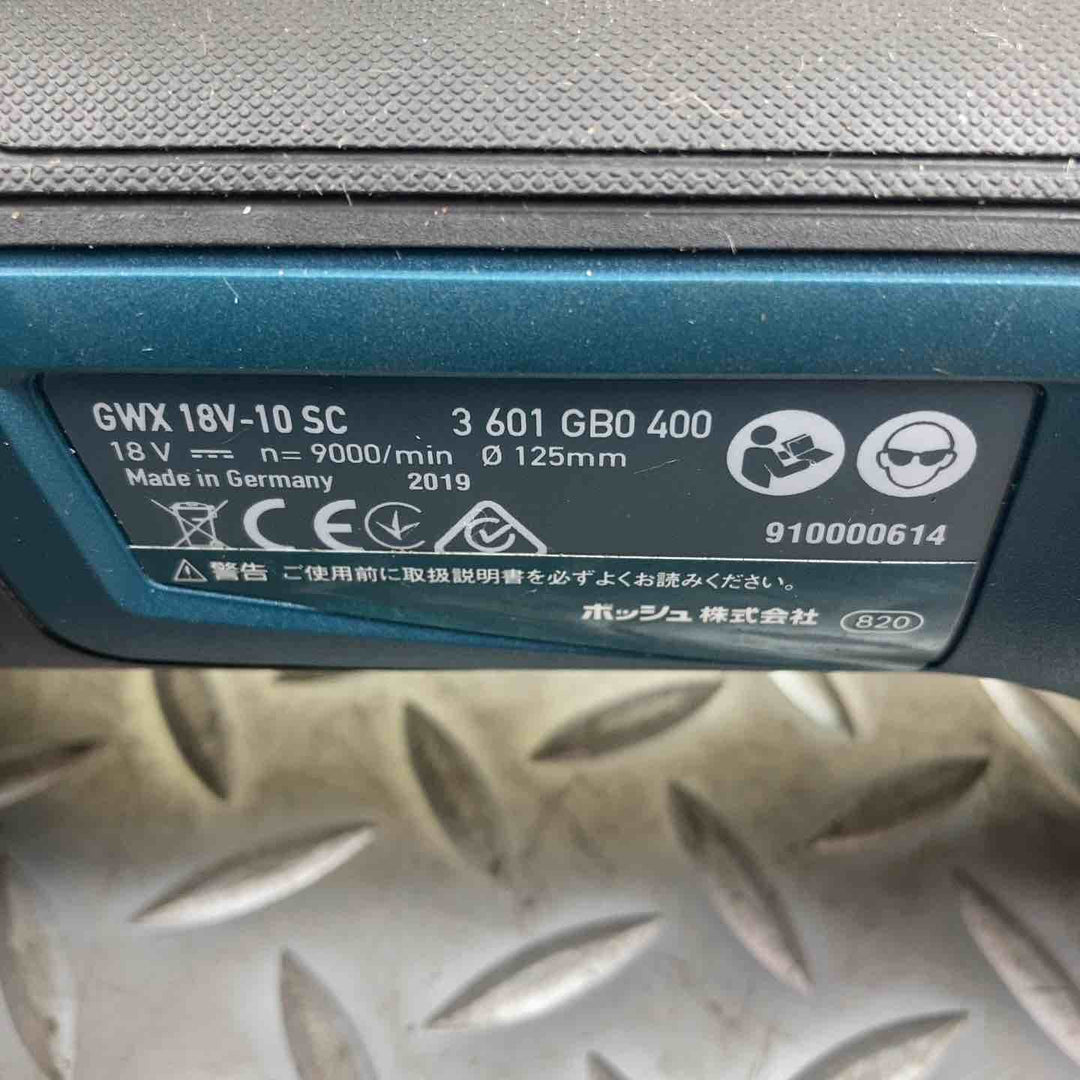 GWX 18V-10 SC 3 601 GB0 400
18 V ⎓ n= 9000/min Ø 125mm
Made in Germany 2019
CE
910000614
⚠警告 ご使用前に取扱説明書を必ずよくお読みください。
ボッシュ 株式会社 820